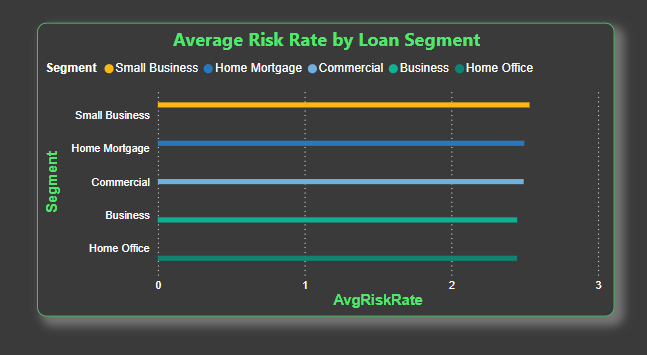 Average Risk Rate by Loan Segment
Segment Small Business Home Mortgage Commercial Business Home Office
Small Business
Home Mortgage
Commercial
Business
Home Office
Segment
0 1 2 3
AvgRiskRate